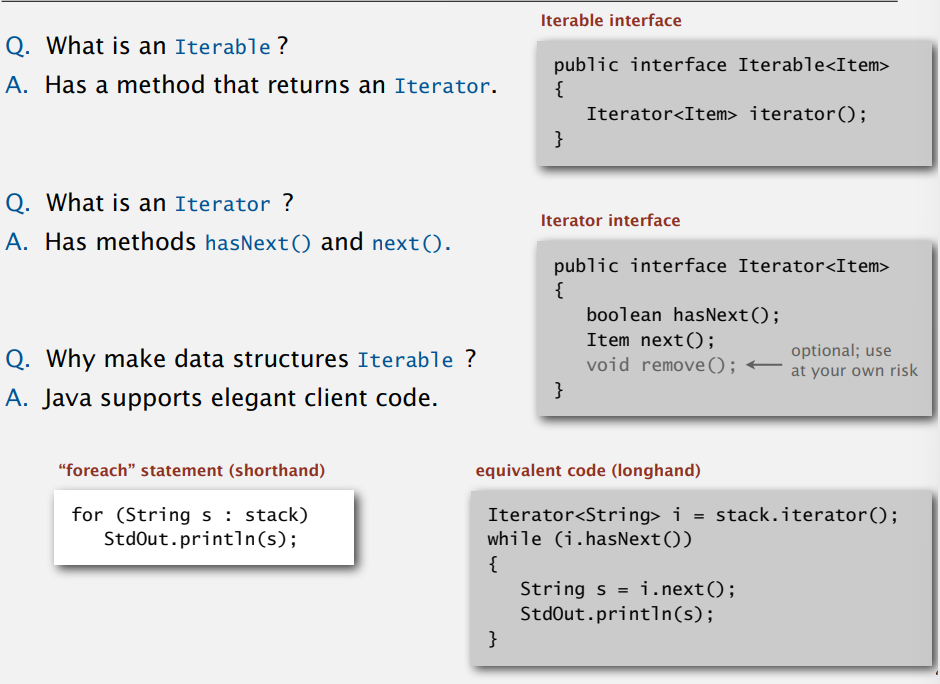 Q. What is an Iterable ?
A. Has a method that returns an Iterator.
Iterable interface
public interface Iterable<Item>
{
Iterator<Item> iterator();
}
Q. What is an Iterator ?
A. Has methods hasNext() and next().
Iterator interface
public interface Iterator<Item>
{
boolean hasNext();
Item next();
void remove();
optional; use
at your own risk
}
Q. Why make data structures Iterable ?
A. Java supports elegant client code.
“foreach” statement (shorthand)
for (String s : stack)
StdOut.println(s);
equivalent code (longhand)
Iterator<String> i = stack.iterator();
while (i.hasNext())
{
String s = i.next();
StdOut.println(s);
}